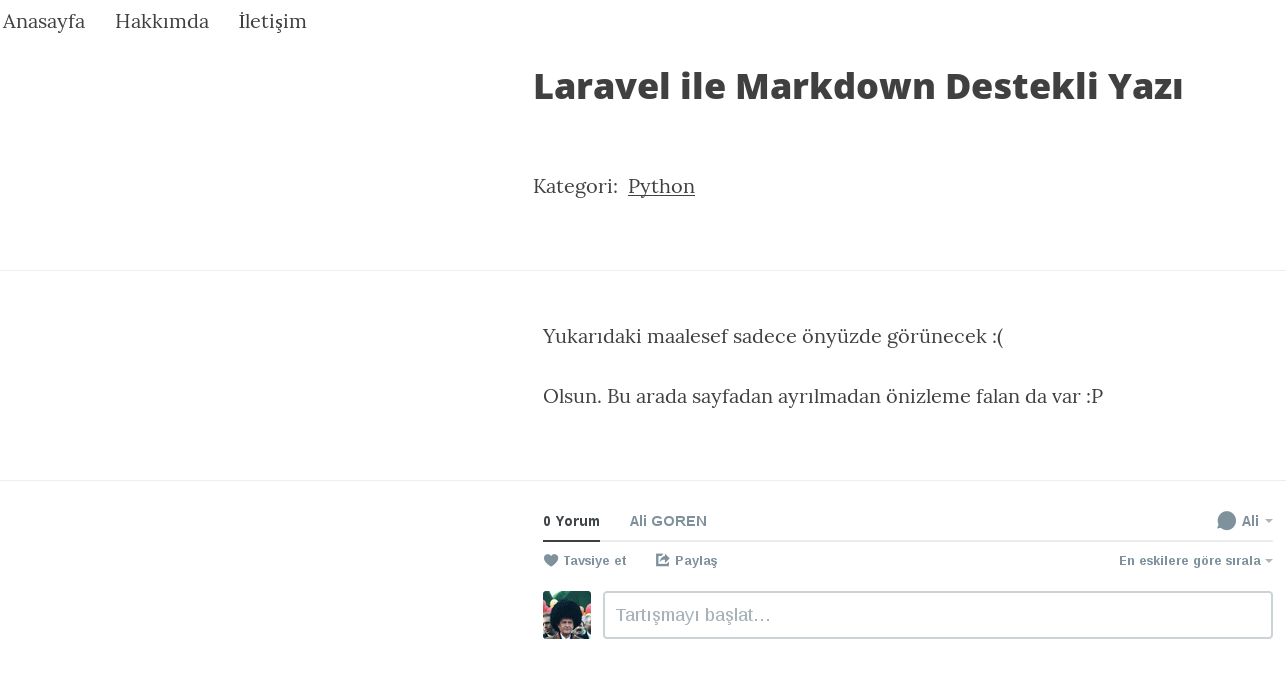 Anasayfa Hakkımda İletişim
Laravel ile Markdown Destekli Yazı
Kategori: Python
Yukarıdaki maalesef sadece önyüzde görünecek :(
Olsun. Bu arada sayfadan ayrılmadan önizleme falan da var :P
0 Yorum Ali GOREN Ali
Tavsiye et Paylaş En eskilere göre sırala
Tartışmayı başlat...